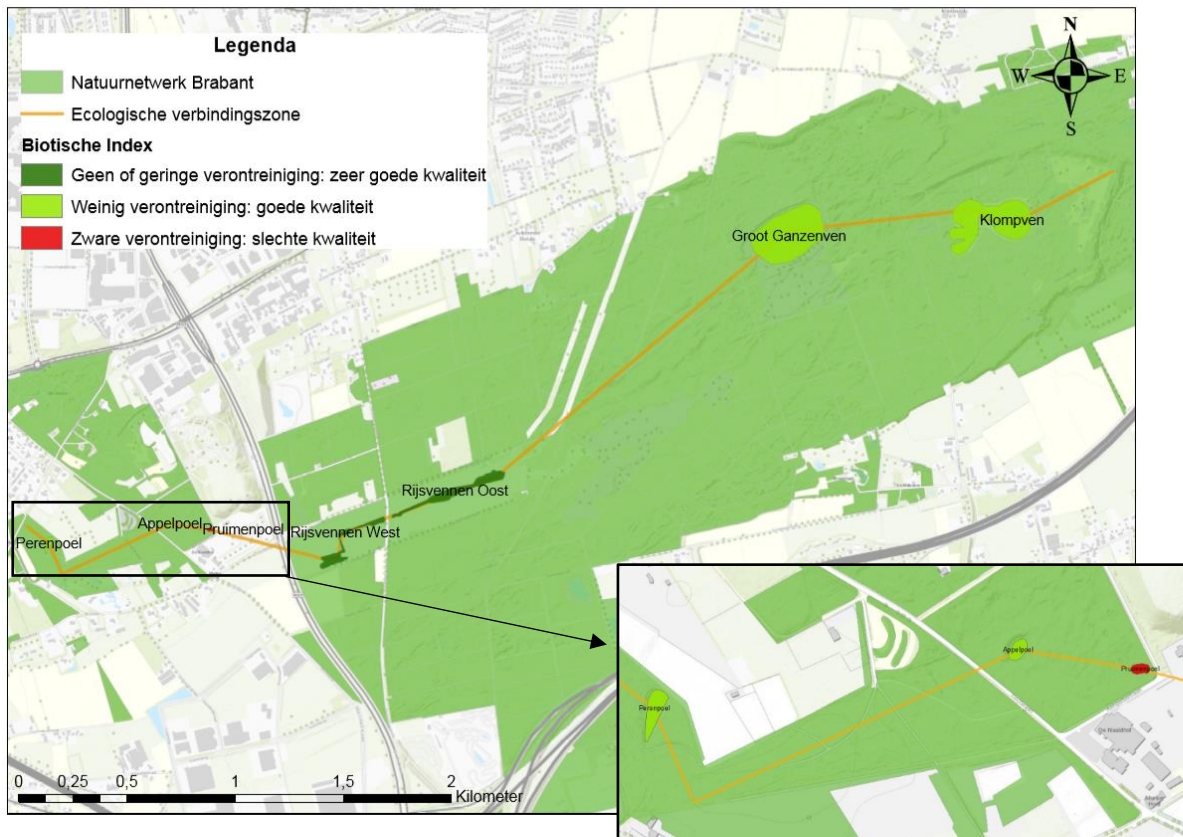 Legenda
Natuurnetwerk Brabant
Ecologische verbindingszone
Biotische Index
Geen of geringe verontreiniging: zeer goede kwaliteit
Weinig verontreiniging: goede kwaliteit
Zware verontreiniging: slechte kwaliteit
N
W E
S
Groot Ganzenven
Klompven
Rijsvennen Oost
Rijsvennen West
Appelpoel
Pruimenpoel
Perenpoel
0 0,25 0,5 1 1,5 2
Kilometer
Appelpoel
Pruimenpoel
Perenpoel
De Naaldhof